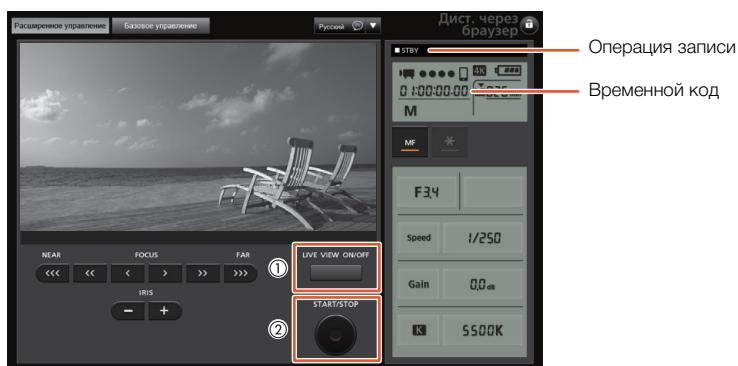 Расширенное управление
Базовое управление
Русский
Дист. через
браузер
STBY
Операция записи
4K
01:00:00.00
Временной код
M
MF
F3.4
Speed 1/250
Gain 0.0 dB
K 5500K
NEAR FOCUS FAR
<<< << < > >> >>>
IRIS
− +
LIVE VIEW ON/OFF
①
START/STOP
②